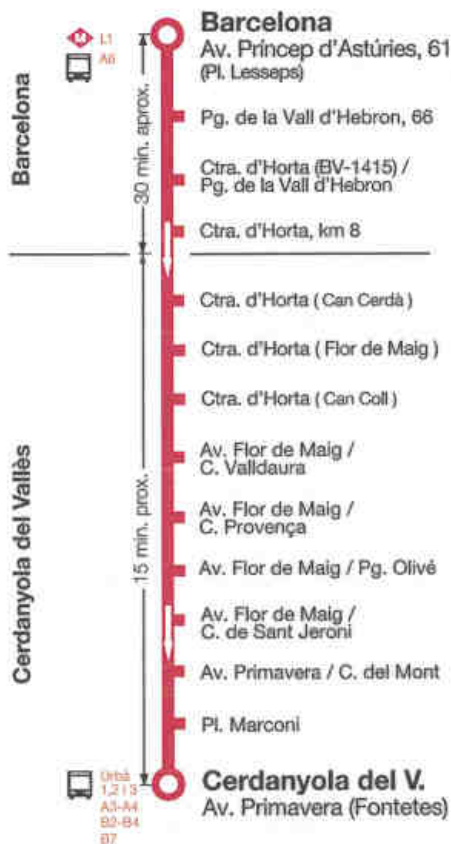 Barcelona
L1
A6
Av. Príncep d'Astúries, 61
(Pl. Lesseps)
Barcelona
30 min. aprox.
Pg. de la Vall d'Hebron, 66
Ctra. d'Horta (BV-1415) /
Pg. de la Vall d'Hebron
Ctra. d'Horta, km 8
Cerdanyola del Vallès
15 min. prox.
Ctra. d'Horta (Can Cerdà)
Ctra. d'Horta (Flor de Maig)
Ctra. d'Horta (Can Coll)
Av. Flor de Maig /
C. Valldaura
Av. Flor de Maig /
C. Provença
Av. Flor de Maig / Pg. Olivé
Av. Flor de Maig /
C. de Sant Jeroni
Av. Primavera / C. del Mont
Pl. Marconi
Urbà
1,2 i 3
A3-A4
B2-B4
B7
Cerdanyola del V.
Av. Primavera (Fontetes)